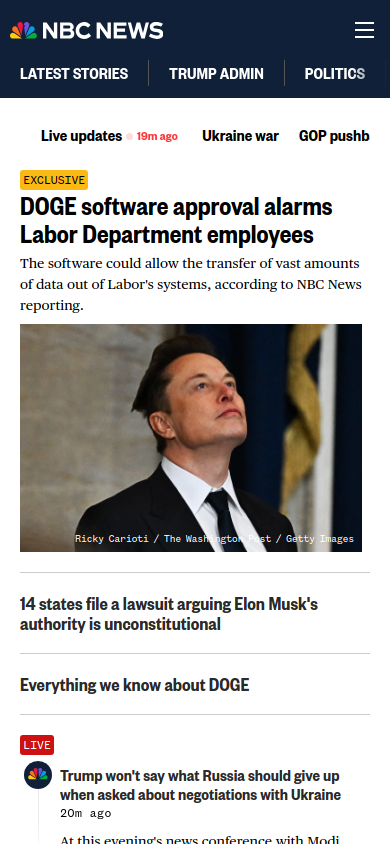 NBC NEWS
LATEST STORIES
TRUMP ADMIN
POLITICS
Live updates
19m ago
Ukraine war
GOP pushb
EXCLUSIVE
DOGE software approval alarms
Labor Department employees
The software could allow the transfer of vast amounts
of data out of Labor's systems, according to NBC News
reporting.
Ricky Carioti / The Washington Post / Getty Images
14 states file a lawsuit arguing Elon Musk's
authority is unconstitutional
Everything we know about DOGE
LIVE
Trump won't say what Russia should give up
when asked about negotiations with Ukraine
20m ago
At this evening's news conference with Modi